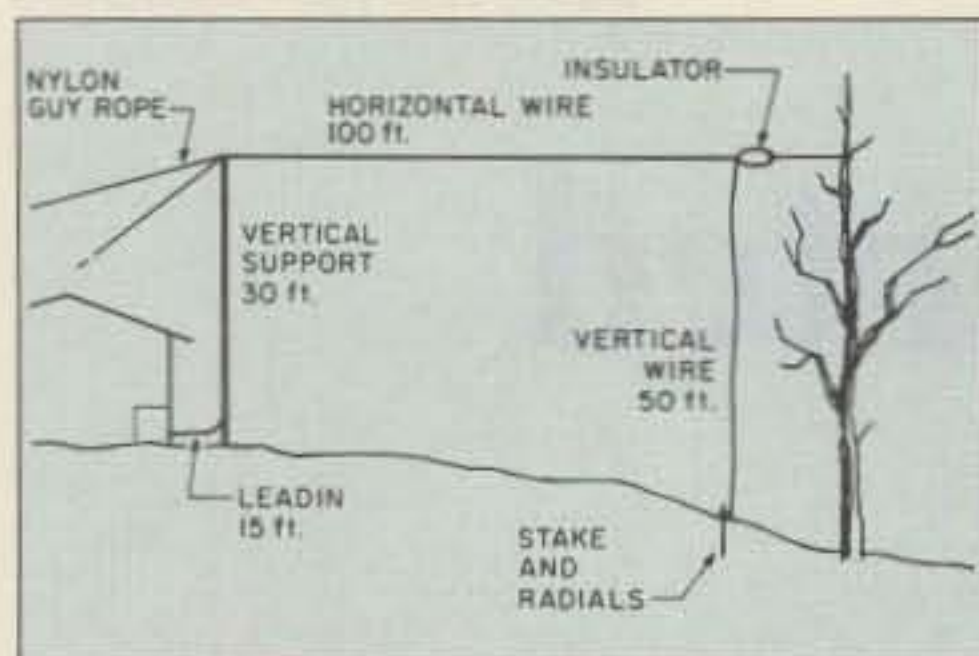 NYLON
GUY ROPE
HORIZONTAL WIRE
100 ft.
INSULATOR
VERTICAL
SUPPORT
30 ft.
VERTICAL
WIRE
50 ft.
LEADIN
15 ft.
STAKE
AND
RADIALS